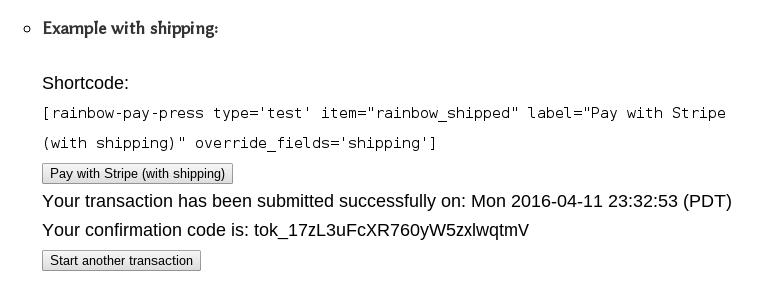 Example with shipping:
Shortcode:
[rainbow-pay-press type='test' item="rainbow_shipped" label="Pay with Stripe
(with shipping)" override_fields='shipping']
Pay with Stripe (with shipping)
Your transaction has been submitted successfully on: Mon 2016-04-11 23:32:53 (PDT)
Your confirmation code is: tok_17zL3uFcXR760yW5zxlwqtmV
Start another transaction